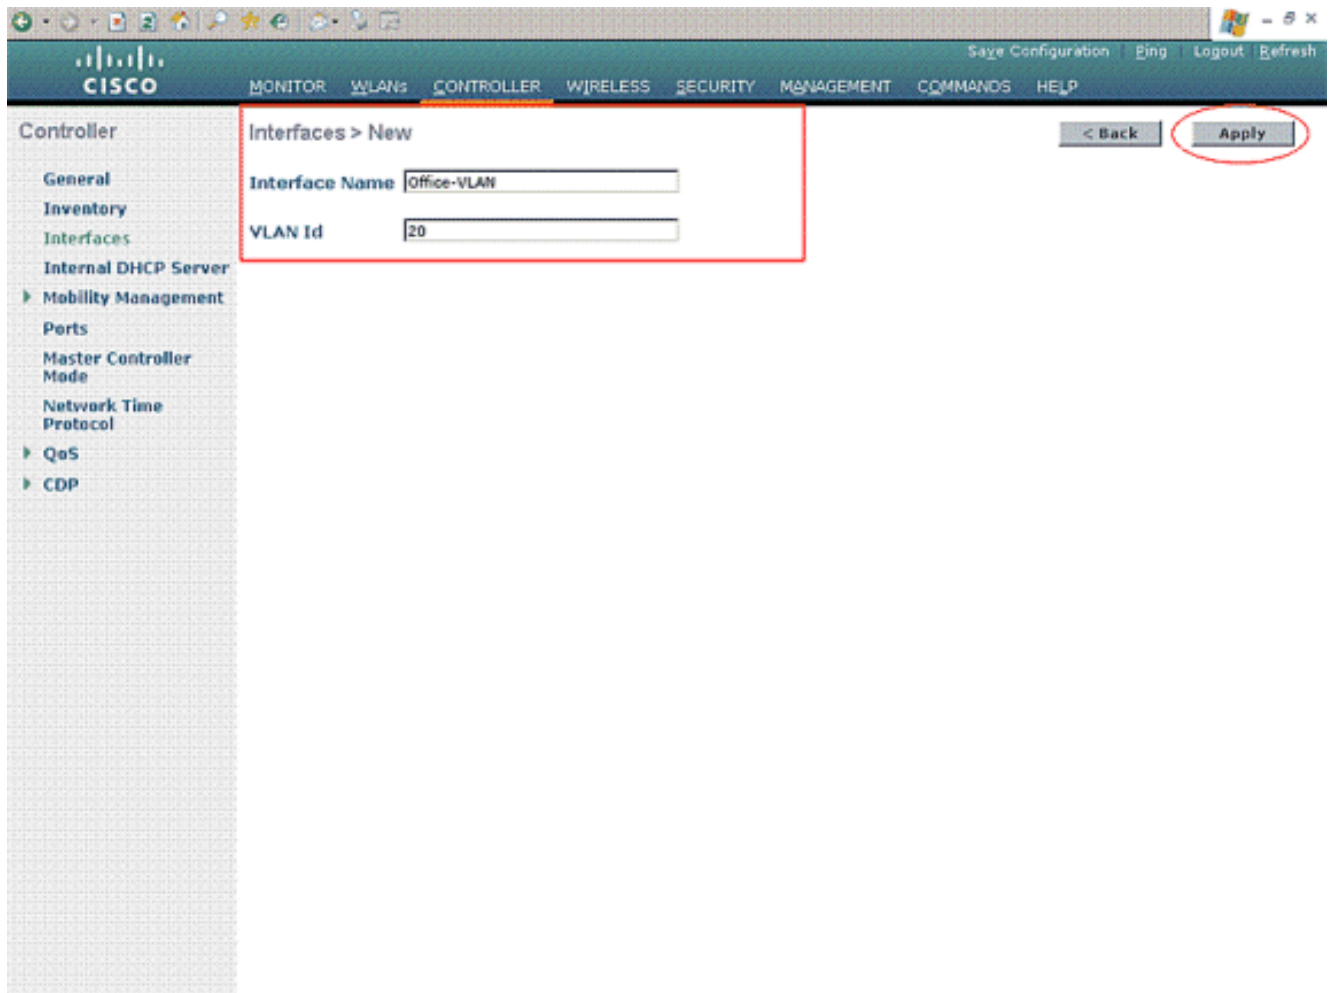 Save Configuration Ping Logout Refresh
CISCO
MONITOR WLANs CONTROLLER WIRELESS SECURITY MANAGEMENT COMMANDS HELP
Controller
General
Inventory
Interfaces
Internal DHCP Server
Mobility Management
Ports
Master Controller
Mode
Network Time
Protocol
QoS
CDP
Interfaces > New
< Back
Apply
Interface Name Office-VLAN
VLAN Id 20